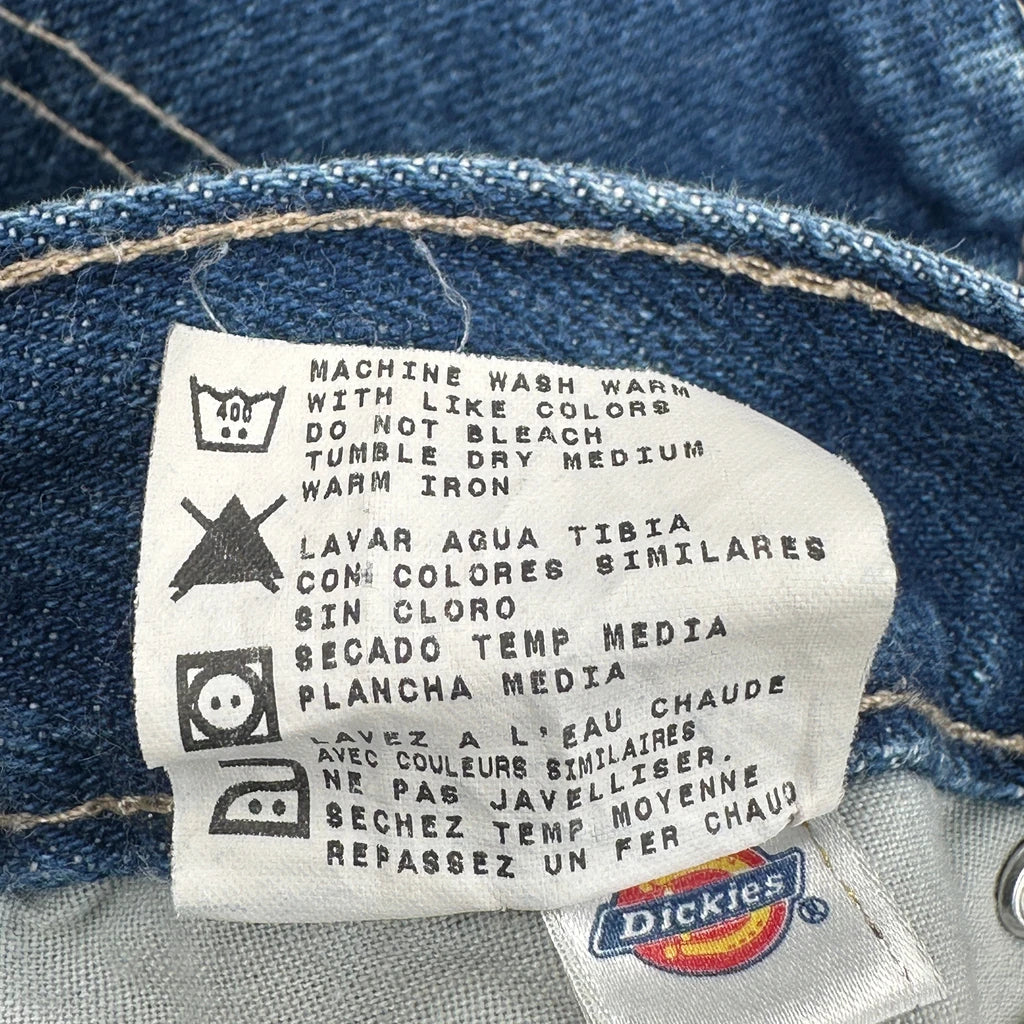 400
MACHINE WASH WARM
WITH LIKE COLORS
DO NOT BLEACH
TUMBLE DRY MEDIUM
WARM IRON
LAVAR AGUA TIBIA
CON COLORES SIMILARES
SIN CLORO
SECADO TEMP MEDIA
PLANCHA MEDIA
LAVEZ A L'EAU CHAUDE
AVEC COULEURS SIMILAIRES
NE PAS JAVELLISER.
SECHEZ TEMP MOYENNE
REPASSEZ UN FER CHAUD
Dickies®